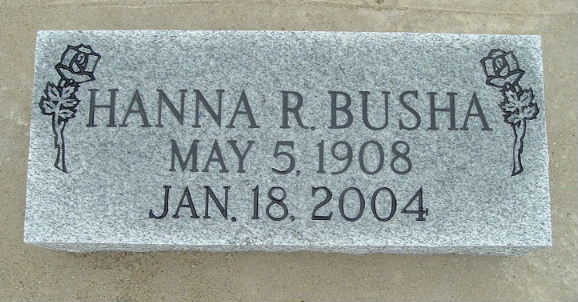 HANNA R. BUSHA
MAY 5, 1908
JAN. 18, 2004